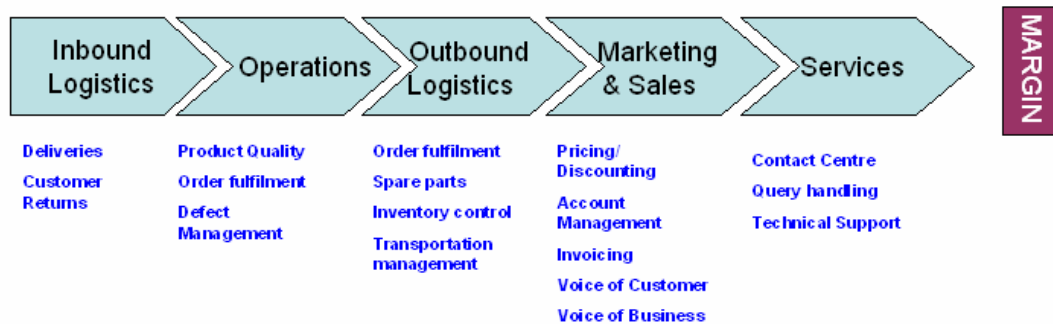 Inbound
Logistics
Operations
Outbound
Logistics
Marketing
& Sales
Services
MARGIN
Deliveries
Customer
Returns
Product Quality
Order fulfilment
Defect
Management
Order fulfilment
Spare parts
Inventory control
Transportation
management
Pricing/
Discounting
Account
Management
Invoicing
Voice of Customer
Voice of Business
Contact Centre
Query handling
Technical Support